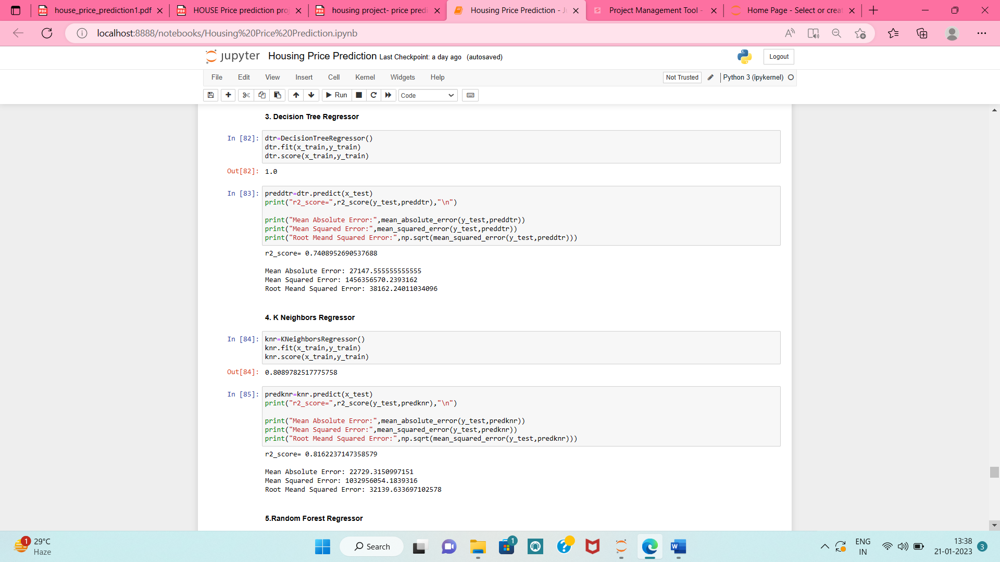 house_price_prediction1.pdf
HOUSE Price prediction pro
housing project- price predi
Housing Price Prediction - J
Project Management Tool -
Home Page - Select or creat
localhost:8888/notebooks/Housing%20Price%20Prediction.ipynb
jupyter Housing Price Prediction Last Checkpoint: a day ago (autosaved)
Logout
File Edit View Insert Cell Kernel Widgets Help
Not Trusted
Python 3 (ipykernel)
Run
Code
3. Decision Tree Regressor
In [82]: dtr=DecisionTreeRegressor()
dtr.fit(x_train,y_train)
dtr.score(x_train,y_train)
Out[82]: 1.0
In [83]: preddtr=dtr.predict(x_test)
print("r2_score=",r2_score(y_test,preddtr),"\n")
print("Mean Absolute Error:",mean_absolute_error(y_test,preddtr))
print("Mean Squared Error:",mean_squared_error(y_test,preddtr))
print("Root Meand Squared Error:",np.sqrt(mean_squared_error(y_test,preddtr)))
r2_score= 0.7408952690537688
Mean Absolute Error: 27147.555555555555
Mean Squared Error: 1456356570.2393162
Root Meand Squared Error: 38162.24011034096
4. K Neighbors Regressor
In [84]: knr=KNeighborsRegressor()
knr.fit(x_train,y_train)
knr.score(x_train,y_train)
Out[84]: 0.8089782517775758
In [85]: predknr=knr.predict(x_test)
print("r2_score=",r2_score(y_test,predknr),"\n")
print("Mean Absolute Error:",mean_absolute_error(y_test,predknr))
print("Mean Squared Error:",mean_squared_error(y_test,predknr))
print("Root Meand Squared Error:",np.sqrt(mean_squared_error(y_test,predknr)))
r2_score= 0.8162237147358579
Mean Absolute Error: 22729.3150997151
Mean Squared Error: 1032956054.1839316
Root Meand Squared Error: 32139.633697102578
5.Random Forest Regressor
1
29°C
Haze
Search
1
ENG
IN
13:38
21-01-2023
3